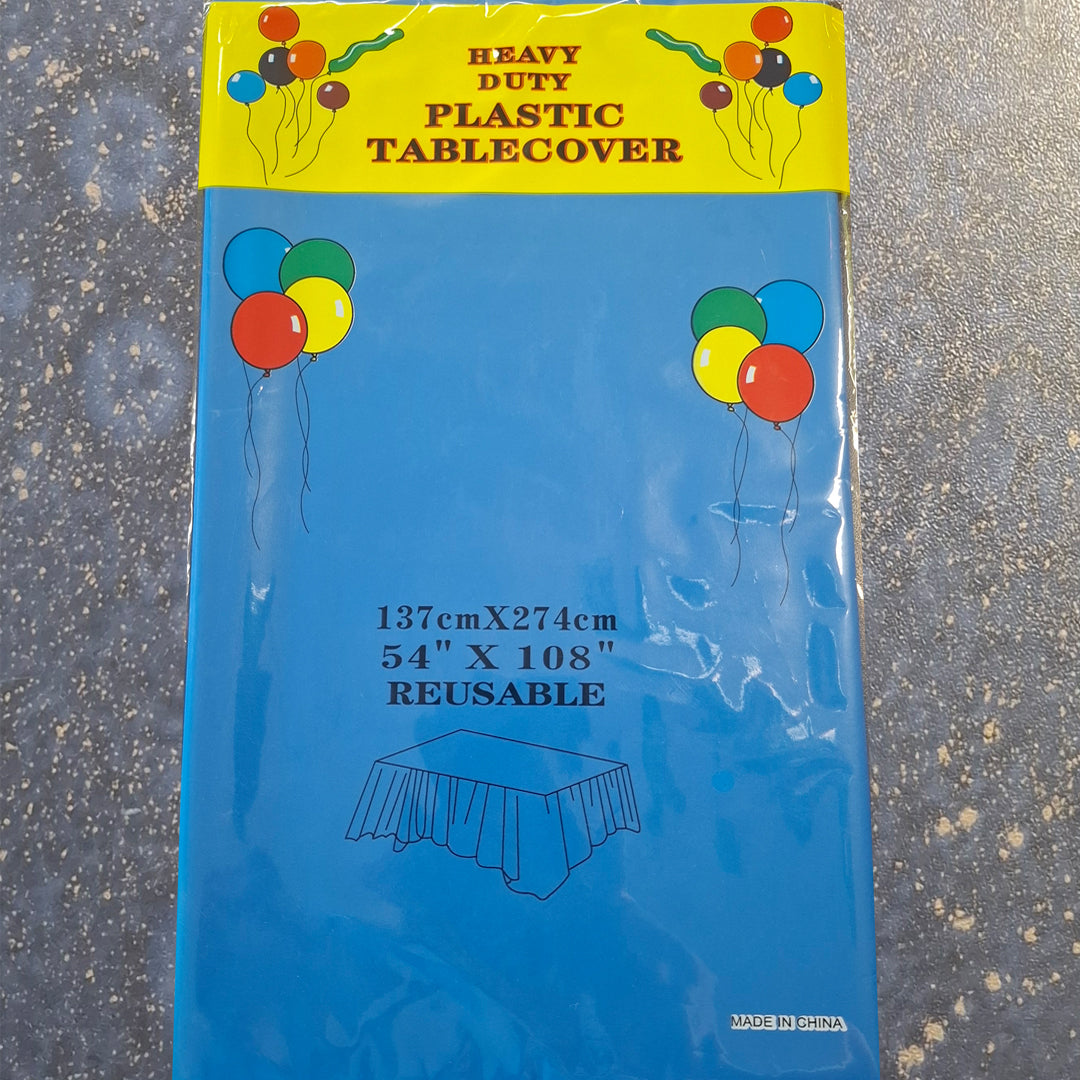 HEAVY
DUTY
PLASTIC
TABLECOVER
137cmX274cm
54" X 108"
REUSABLE
MADE IN CHINA